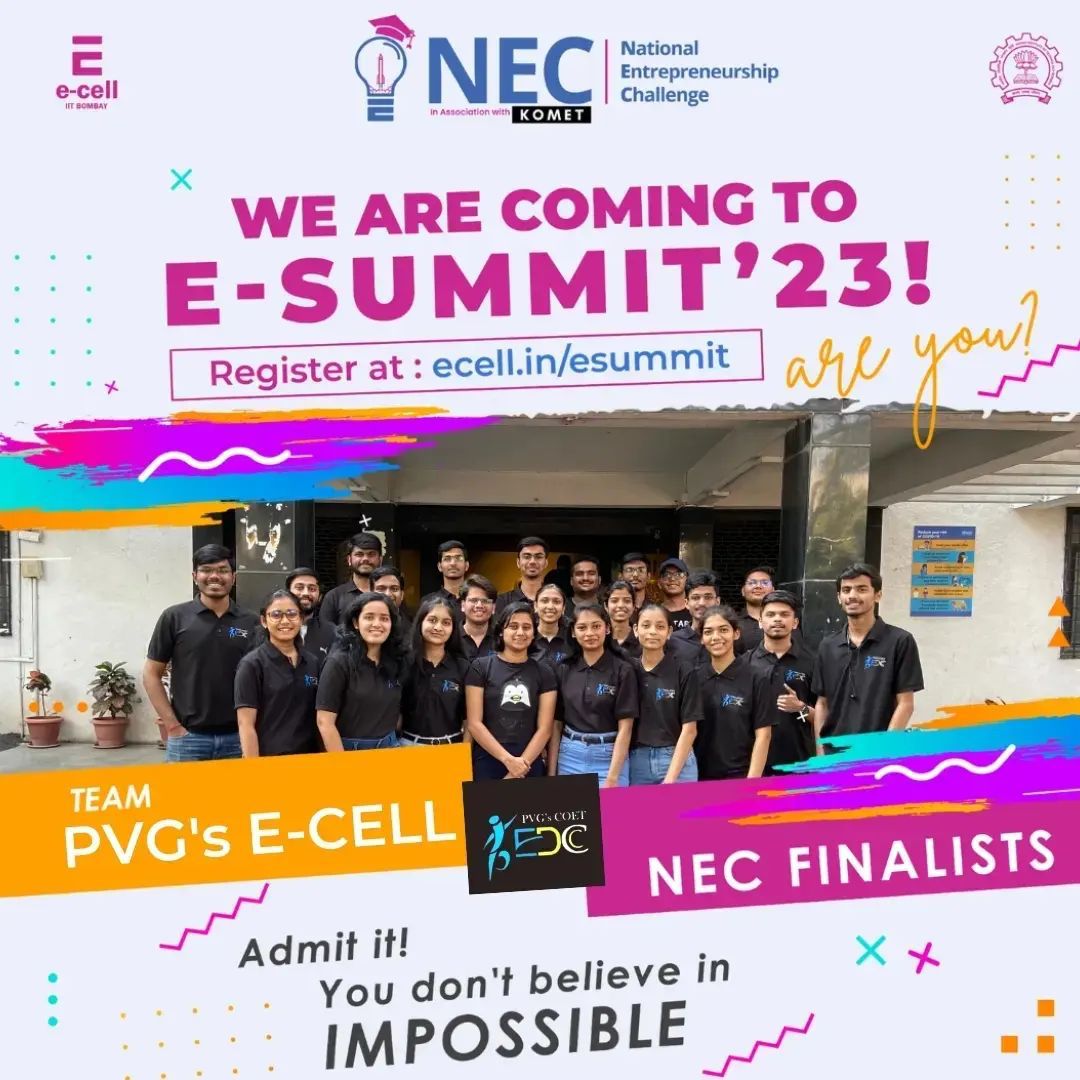 e-cell
IIT BOMBAY
NEC
in Association with KOMET
National
Entrepreneurship
Challenge
WE ARE COMING TO
E-SUMMIT'23!
Register at : ecell.in/esummit
are you?
TEAM
PVG's E-CELL
PVG's COET
EDC
NEC FINALISTS
Admit it!
You don't believe in
IMPOSSIBLE